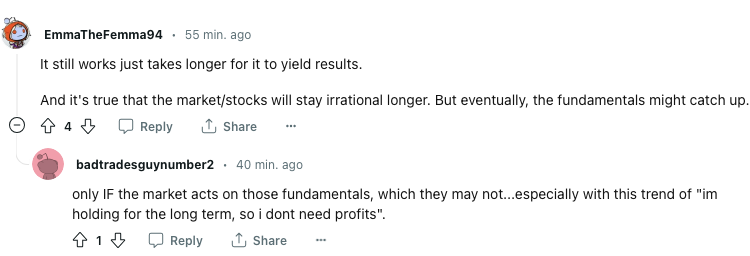 EmmaTheFemma94 · 55 min. ago
It still works just takes longer for it to yield results.
And it's true that the market/stocks will stay irrational longer. But eventually, the fundamentals might catch up.
4 Reply Share ···
badtradesguynumber2 · 40 min. ago
only IF the market acts on those fundamentals, which they may not...especially with this trend of "im
holding for the long term, so i dont need profits".
1 Reply Share ···